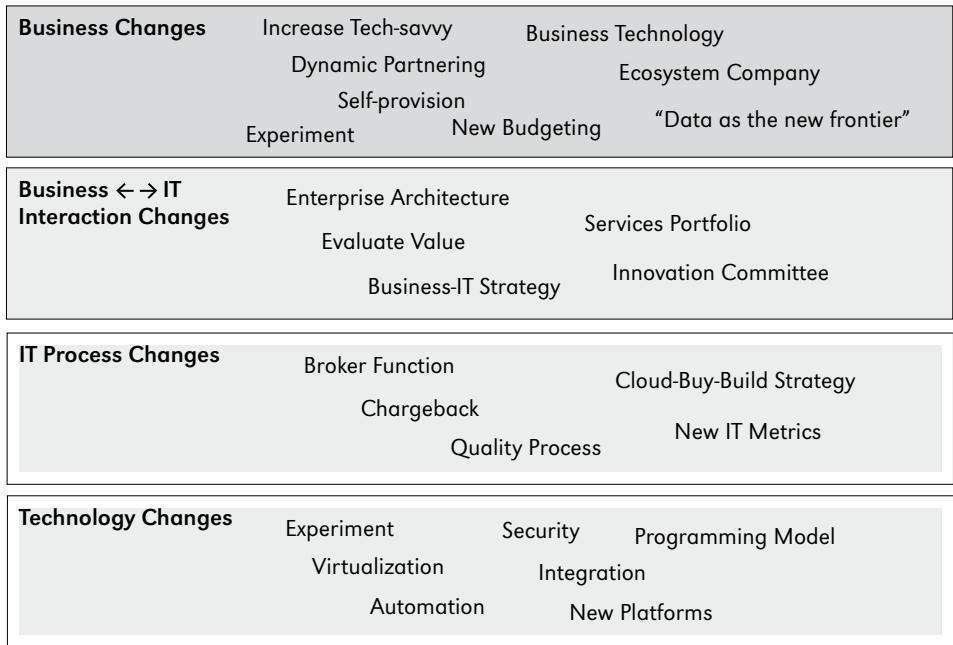 Business Changes
Increase Tech-savvy
Business Technology
Dynamic Partnering
Ecosystem Company
Self-provision
“Data as the new frontier”
Experiment
New Budgeting
Business ← → IT
Interaction Changes
Enterprise Architecture
Services Portfolio
Evaluate Value
Innovation Committee
Business-IT Strategy
IT Process Changes
Broker Function
Cloud-Buy-Build Strategy
Chargeback
New IT Metrics
Quality Process
Technology Changes
Experiment
Security
Programming Model
Virtualization
Integration
Automation
New Platforms